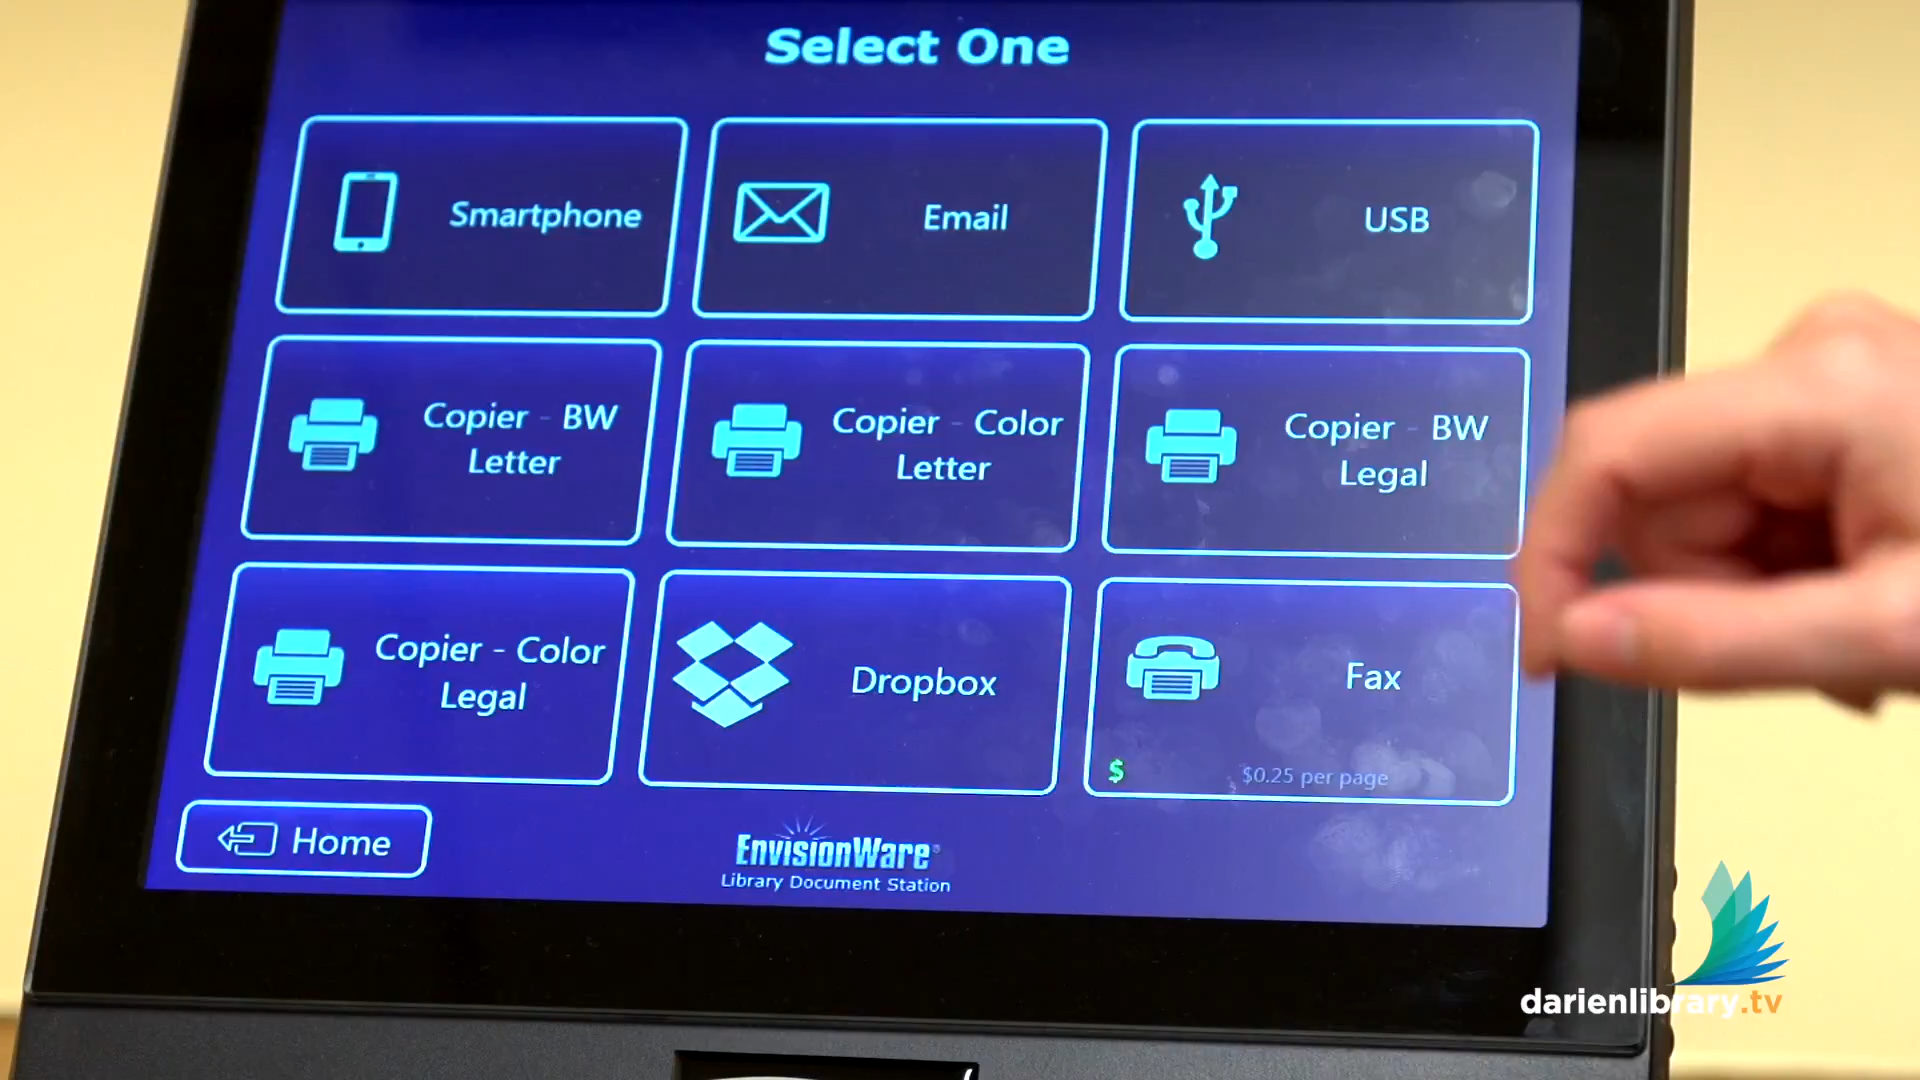 Select One
Smartphone
Email
USB
Copier - BW
Letter
Copier - Color
Letter
Copier - BW
Legal
Copier - Color
Legal
Dropbox
Fax
$
$0.25 per page
Home
EnvisionWare®
Library Document Station
darienlibrary.tv